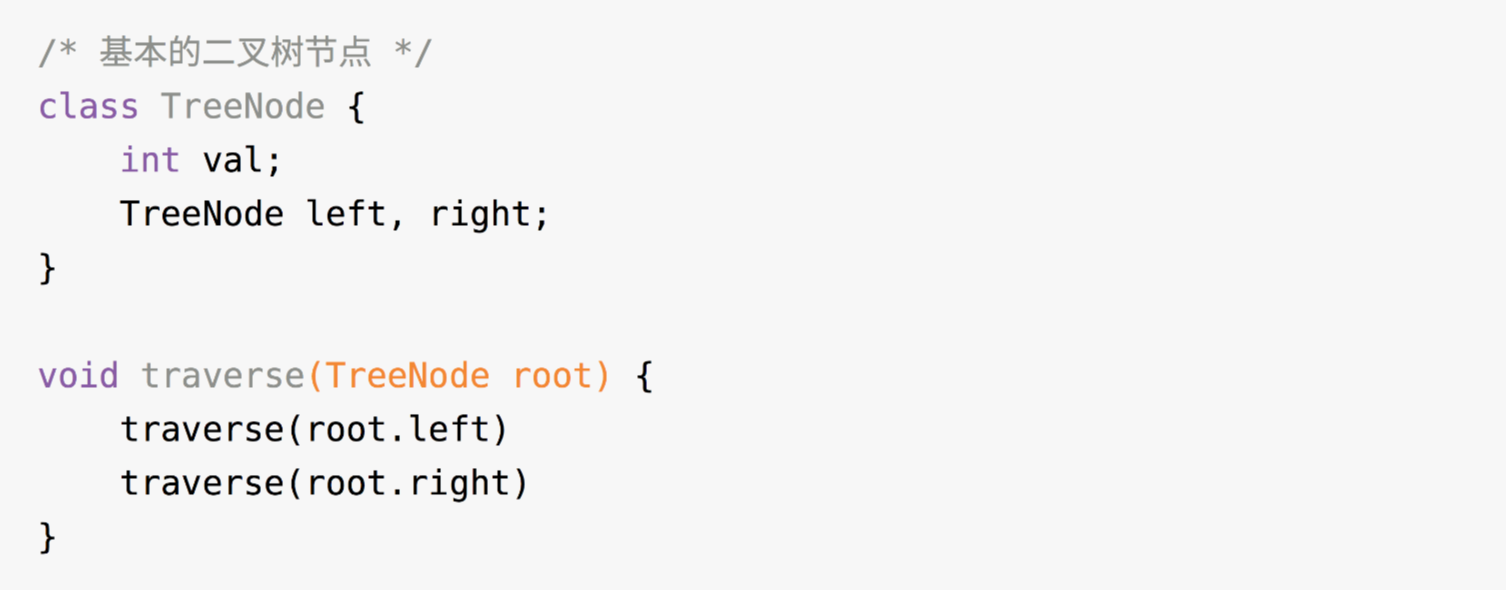 /* 基本的二叉树节点 */
class TreeNode {
    int val;
    TreeNode left, right;
}

void traverse(TreeNode root) {
    traverse(root.left)
    traverse(root.right)
}